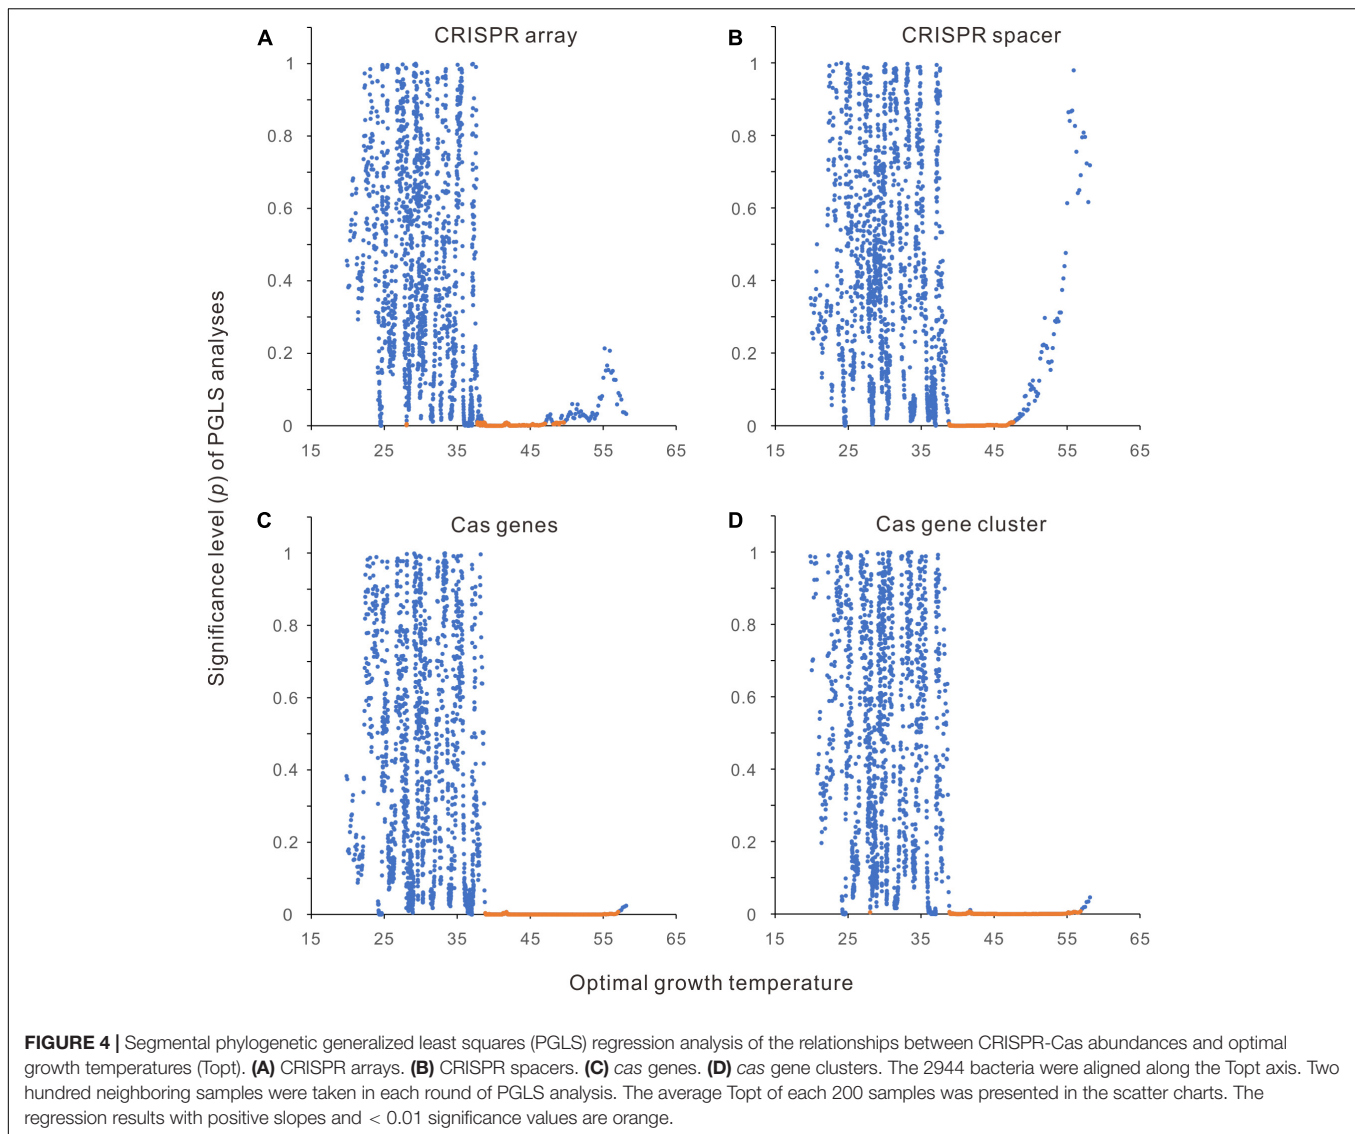 A
CRISPR array
B
CRISPR spacer
1
0.8
0.6
0.4
0.2
0
15 25 35 45 55 65
1
0.8
0.6
0.4
0.2
0
15 25 35 45 55 65
Significance level (p) of PGLS analyses
C
Cas genes
D
Cas gene cluster
1
0.8
0.6
0.4
0.2
0
15 25 35 45 55 65
1
0.8
0.6
0.4
0.2
0
15 25 35 45 55 65
Optimal growth temperature
FIGURE 4 | Segmental phylogenetic generalized least squares (PGLS) regression analysis of the relationships between CRISPR-Cas abundances and optimal
growth temperatures (Topt). (A) CRISPR arrays. (B) CRISPR spacers. (C) cas genes. (D) cas gene clusters. The 2944 bacteria were aligned along the Topt axis. Two
hundred neighboring samples were taken in each round of PGLS analysis. The average Topt of each 200 samples was presented in the scatter charts. The
regression results with positive slopes and < 0.01 significance values are orange.